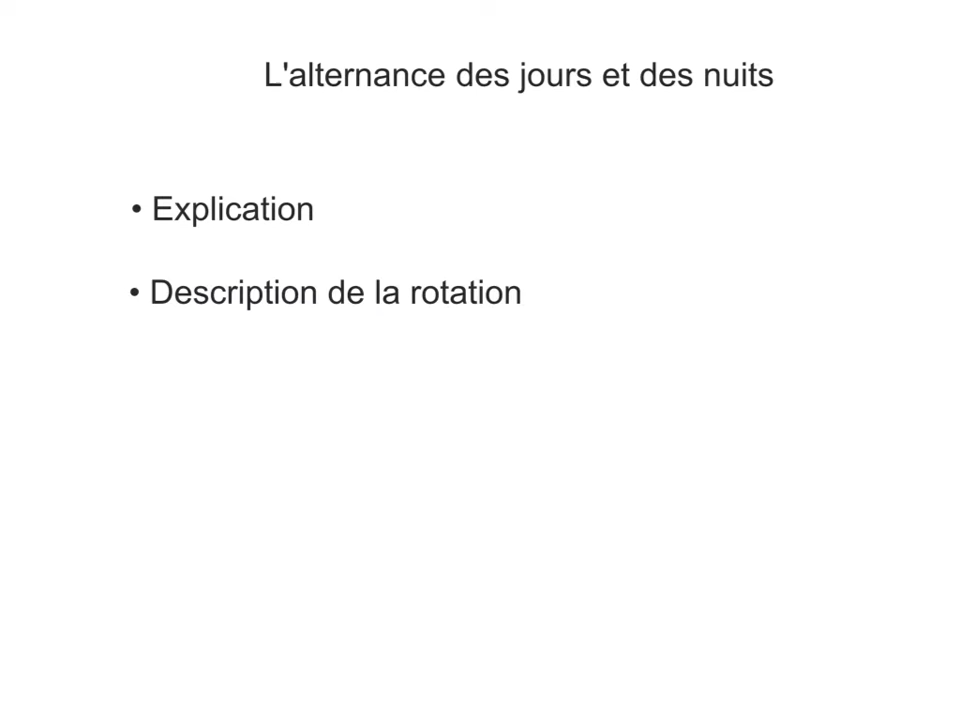 L'alternance des jours et des nuits
• Explication
• Description de la rotation